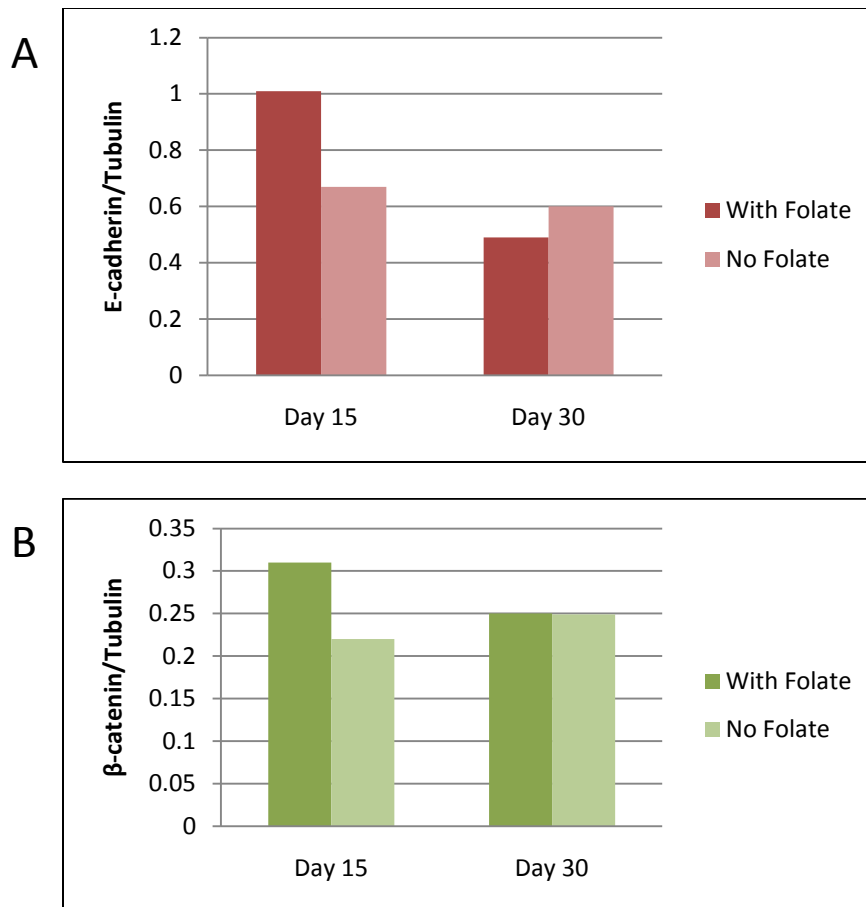 A
E-cadherin/Tubulin
1.2
1
0.8
0.6
0.4
0.2
0
Day 15
Day 30
With Folate
No Folate
B
β-catenin/Tubulin
0.35
0.3
0.25
0.2
0.15
0.1
0.05
0
Day 15
Day 30
With Folate
No Folate